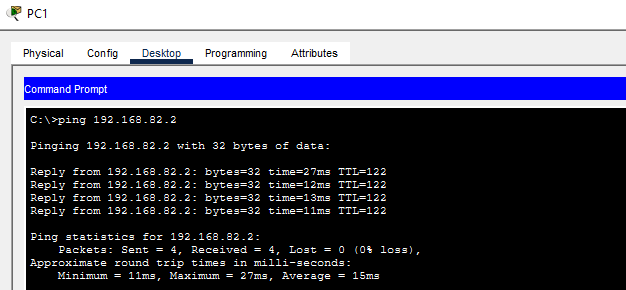 PC1
Physical Config Desktop Programming Attributes
Command Prompt
C:\>ping 192.168.82.2
Pinging 192.168.82.2 with 32 bytes of data:
Reply from 192.168.82.2: bytes=32 time=27ms TTL=122
Reply from 192.168.82.2: bytes=32 time=12ms TTL=122
Reply from 192.168.82.2: bytes=32 time=13ms TTL=122
Reply from 192.168.82.2: bytes=32 time=11ms TTL=122
Ping statistics for 192.168.82.2:
Packets: Sent = 4, Received = 4, Lost = 0 (0% loss),
Approximate round trip times in milli-seconds:
Minimum = 11ms, Maximum = 27ms, Average = 15ms